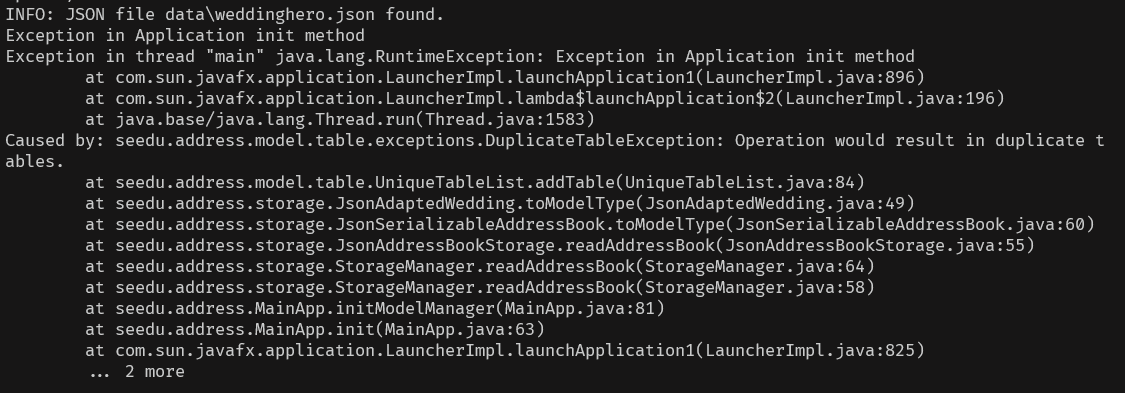 INFO: JSON file data\weddinghero.json found.
Exception in Application init method
Exception in thread "main" java.lang.RuntimeException: Exception in Application init method
        at com.sun.javafx.application.LauncherImpl.launchApplication1(LauncherImpl.java:896)
        at com.sun.javafx.application.LauncherImpl.lambda$launchApplication$2(LauncherImpl.java:196)
        at java.base/java.lang.Thread.run(Thread.java:1583)
Caused by: seedu.address.model.table.exceptions.DuplicateTableException: Operation would result in duplicate t
ables.
        at seedu.address.model.table.UniqueTableList.addTable(UniqueTableList.java:84)
        at seedu.address.storage.JsonAdaptedWedding.toModelType(JsonAdaptedWedding.java:49)
        at seedu.address.storage.JsonSerializableAddressBook.toModelType(JsonSerializableAddressBook.java:60)
        at seedu.address.storage.JsonAddressBookStorage.readAddressBook(JsonAddressBookStorage.java:55)
        at seedu.address.storage.StorageManager.readAddressBook(StorageManager.java:64)
        at seedu.address.storage.StorageManager.readAddressBook(StorageManager.java:58)
        at seedu.address.MainApp.initModelManager(MainApp.java:81)
        at seedu.address.MainApp.init(MainApp.java:63)
        at com.sun.javafx.application.LauncherImpl.launchApplication1(LauncherImpl.java:825)
        ... 2 more